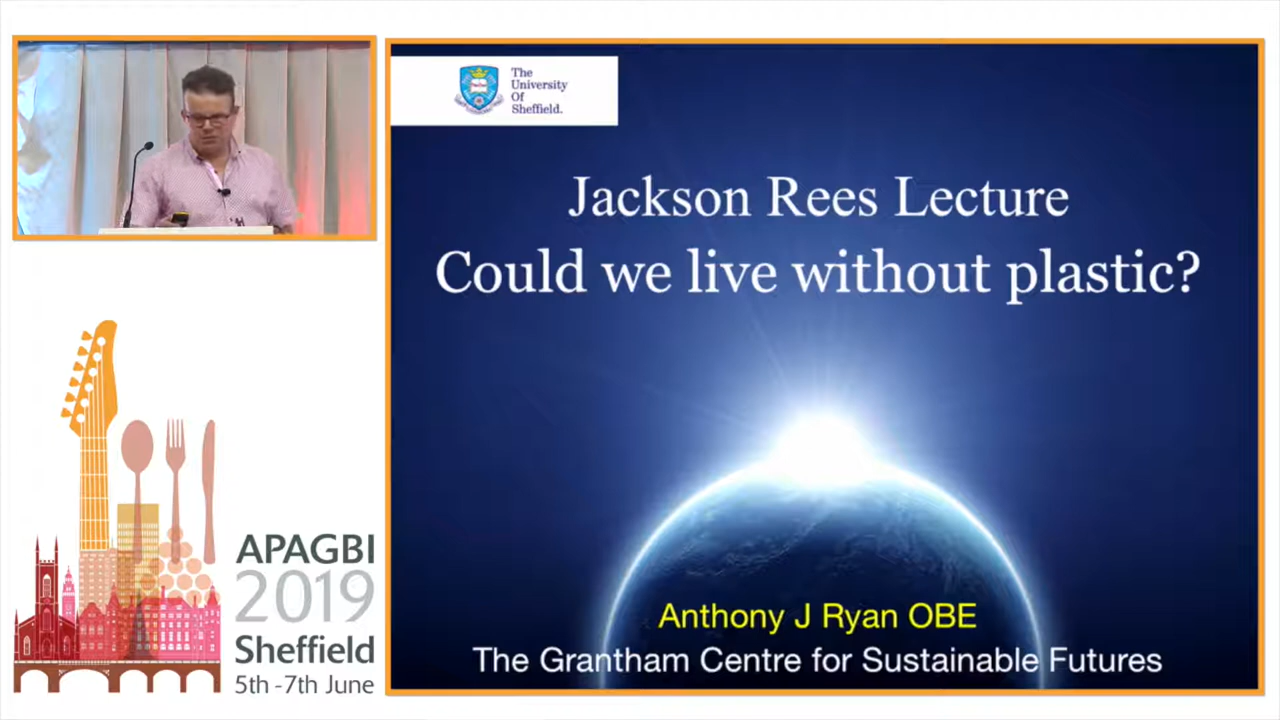 The
University
Of
Sheffield.
Jackson Rees Lecture
Could we live without plastic?
Anthony J Ryan OBE
The Grantham Centre for Sustainable Futures
APAGBI
2019
Sheffield
5th -7th June